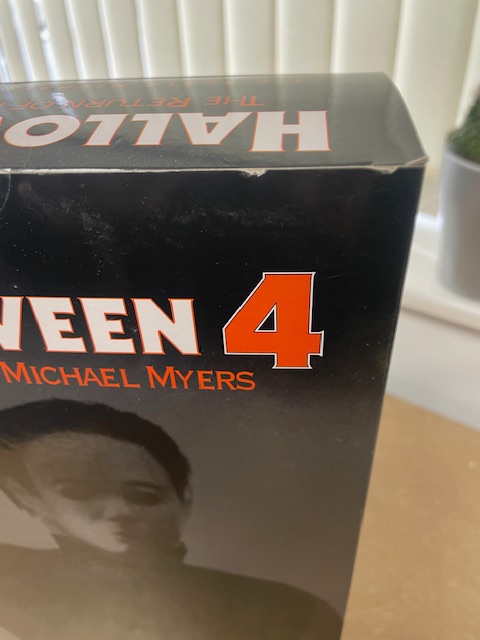 HALLO
THE RETURN OF
WEEN 4
MICHAEL MYERS